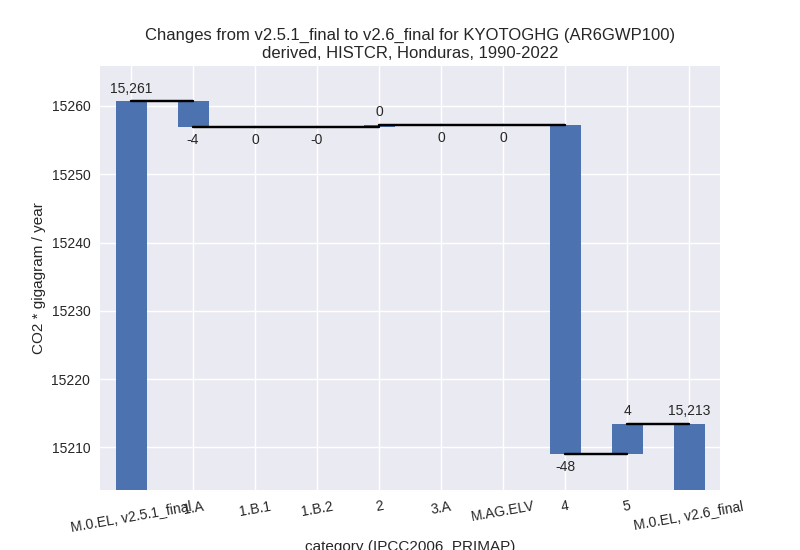 Changes from v2.5.1_final to v2.6_final for KYOTOGHG (AR6GWP100)
derived, HISTCR, Honduras, 1990-2022
15,261
15260
0
-4
0
-0
0
0
15250
15240
CO2 * gigagram / year
15230
15220
4
15,213
15210
-48
M.0.EL, v2.5.1_final
1.A
1.B.1
1.B.2
2
3.A
M.AG.ELV
4
5
M.0.EL, v2.6_final
category (IPCC2006_PRIMAP)